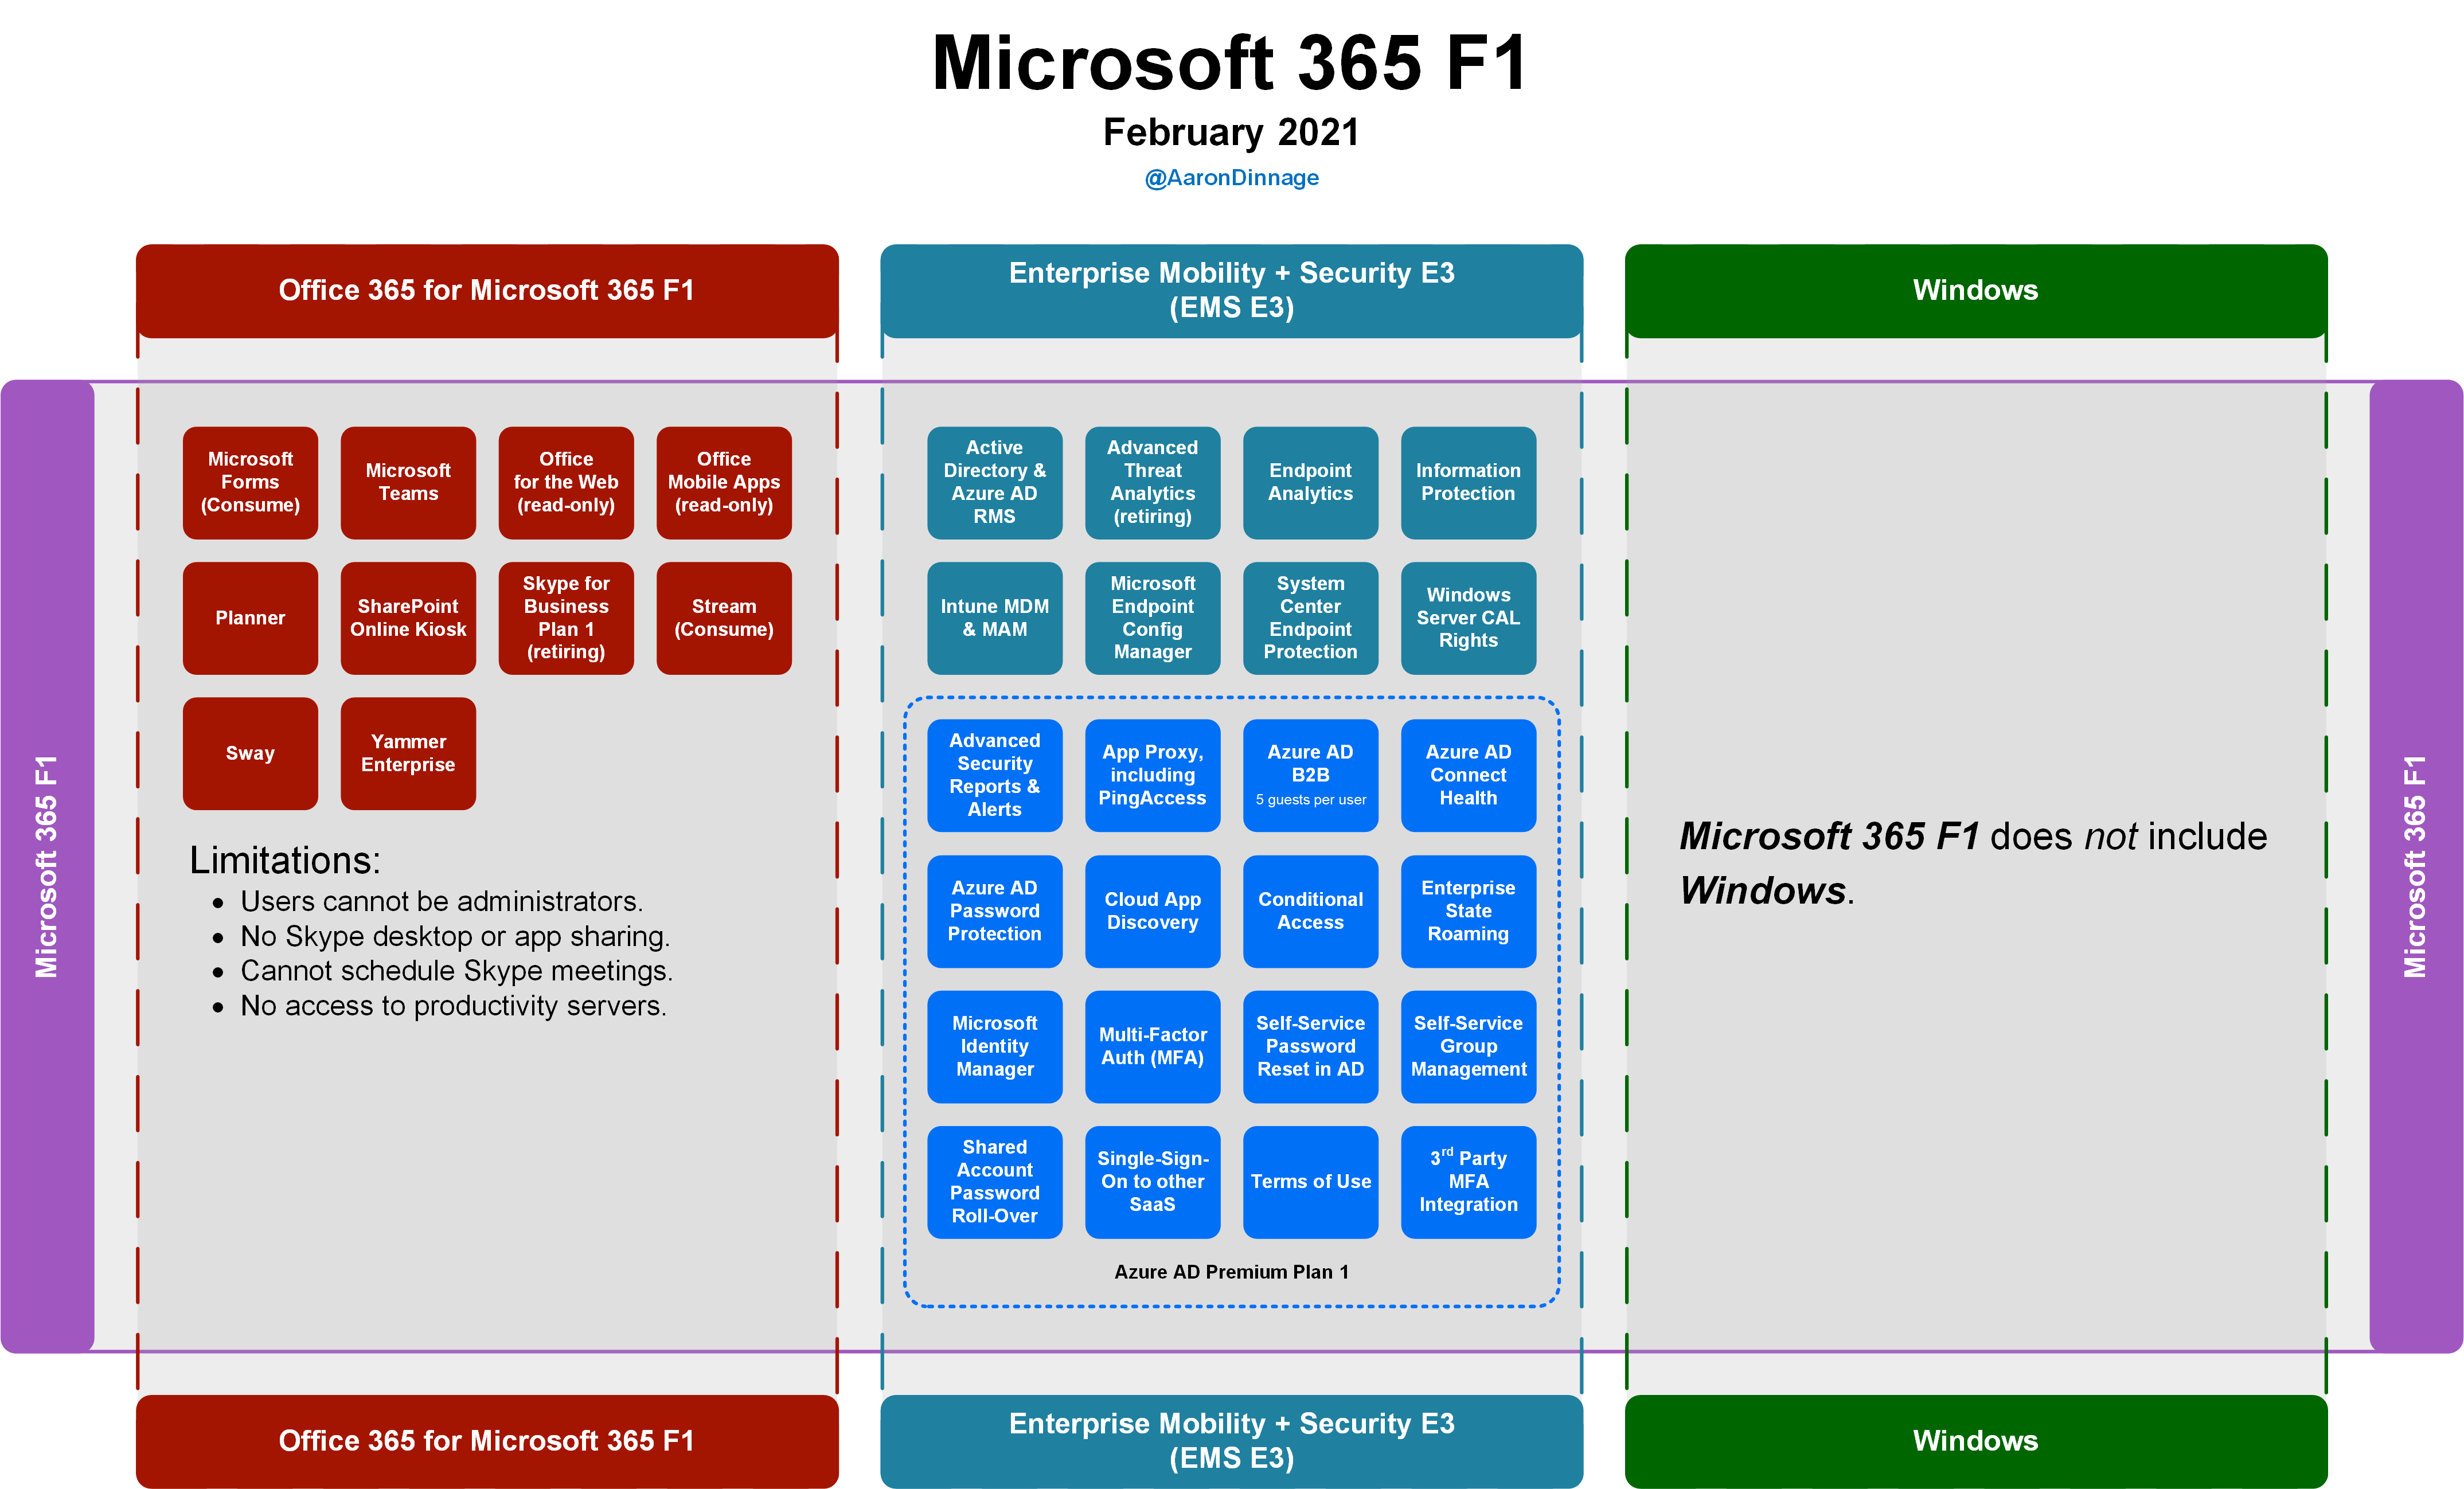 Microsoft 365 F1
February 2021
@AaronDinnage
Office 365 for Microsoft 365 F1
Enterprise Mobility + Security E3
(EMS E3)
Windows
Microsoft 365 F1
Microsoft
Forms
(Consume)
Microsoft
Teams
Office
for the Web
(read-only)
Office
Mobile Apps
(read-only)
Planner
SharePoint
Online Kiosk
Skype for
Business
Plan 1
(retiring)
Stream
(Consume)
Sway
Yammer
Enterprise
Limitations:
• Users cannot be administrators.
• No Skype desktop or app sharing.
• Cannot schedule Skype meetings.
• No access to productivity servers.
Active
Directory &
Azure AD
RMS
Advanced
Threat
Analytics
(retiring)
Endpoint
Analytics
Information
Protection
Intune MDM
& MAM
Microsoft
Endpoint
Config
Manager
System
Center
Endpoint
Protection
Windows
Server CAL
Rights
Advanced
Security
Reports &
Alerts
App Proxy,
including
PingAccess
Azure AD
B2B
5 guests per user
Azure AD
Connect
Health
Azure AD
Password
Protection
Cloud App
Discovery
Conditional
Access
Enterprise
State
Roaming
Microsoft
Identity
Manager
Multi-Factor
Auth (MFA)
Self-Service
Password
Reset in AD
Self-Service
Group
Management
Shared
Account
Password
Roll-Over
Single-Sign-
On to other
SaaS
Terms of Use
3rd Party
MFA
Integration
Azure AD Premium Plan 1
Microsoft 365 F1 does not include
Windows.
Microsoft 365 F1
Office 365 for Microsoft 365 F1
Enterprise Mobility + Security E3
(EMS E3)
Windows